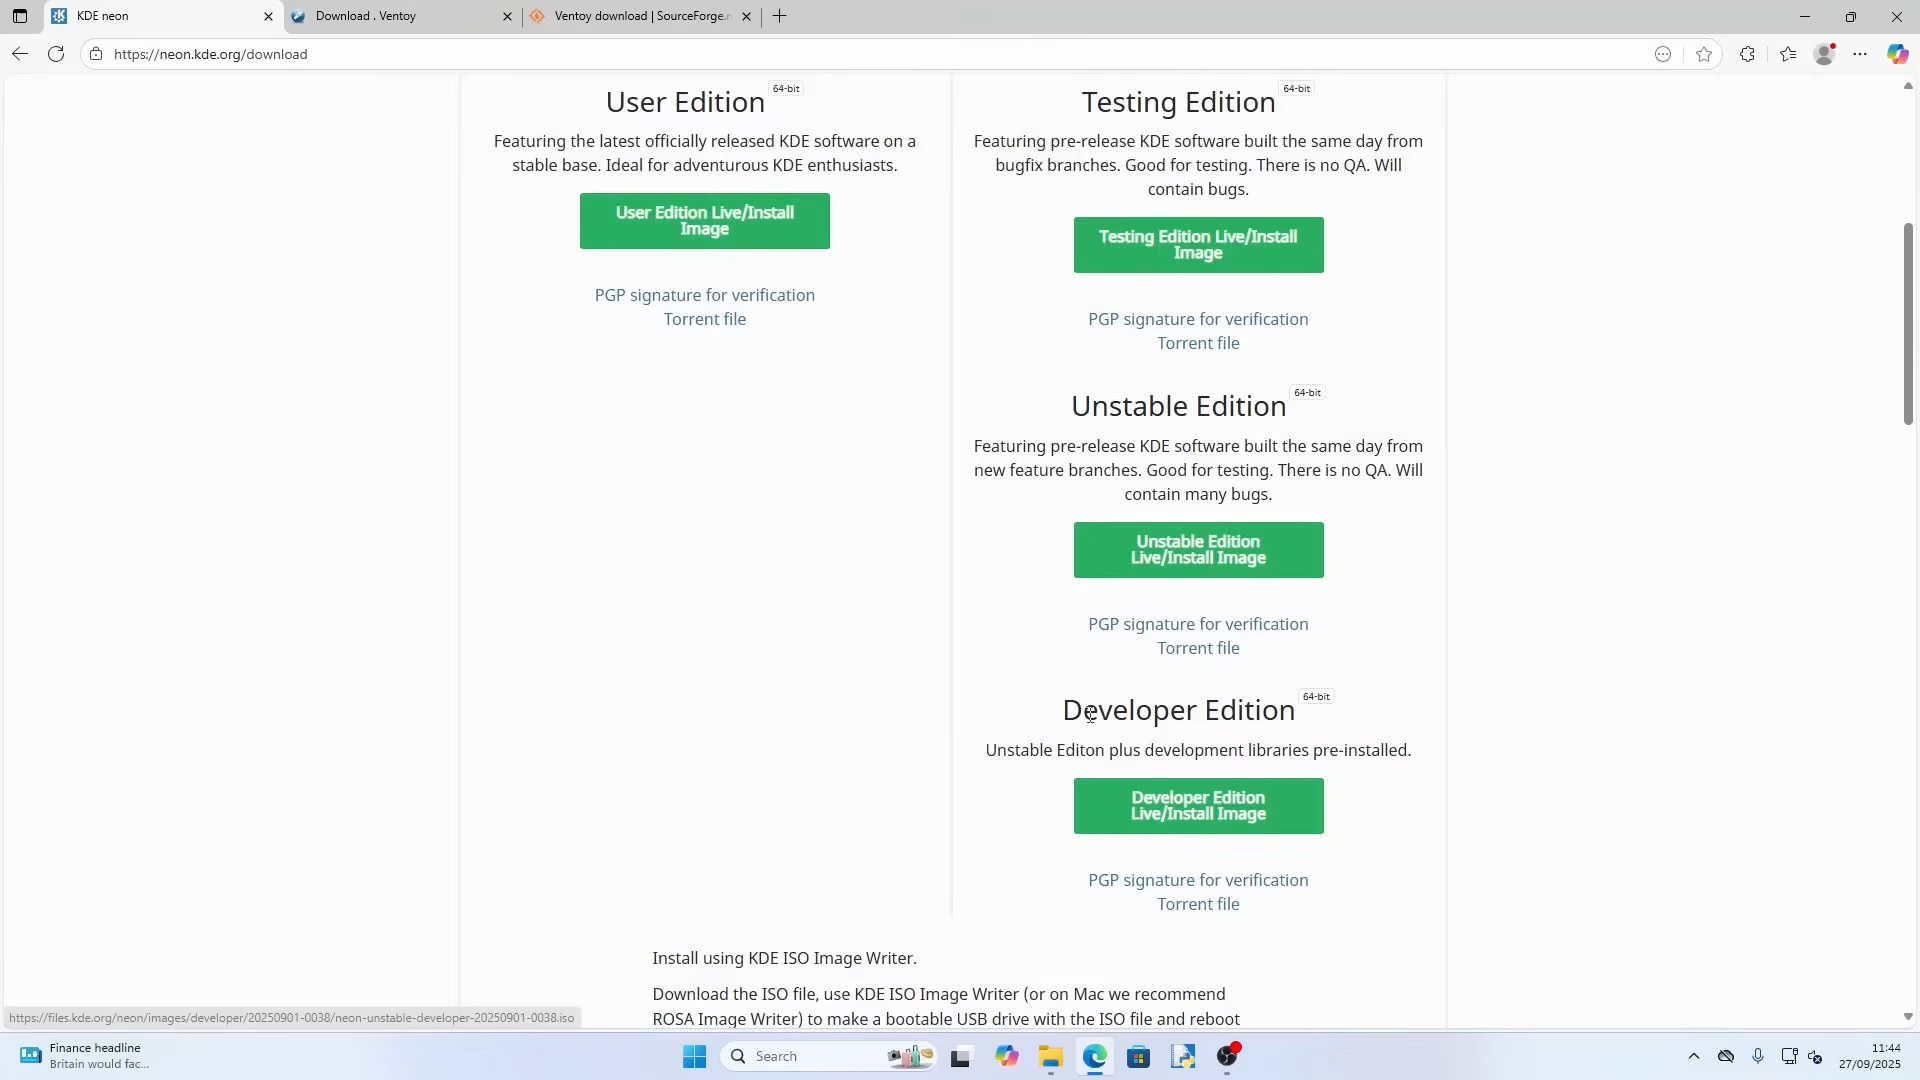 KDE neon
Download . Ventoy
Ventoy download | SourceForge.n
https://neon.kde.org/download
User Edition 64-bit
Featuring the latest officially released KDE software on a
stable base. Ideal for adventurous KDE enthusiasts.
User Edition Live/Install
Image
PGP signature for verification
Torrent file
Testing Edition 64-bit
Featuring pre-release KDE software built the same day from
bugfix branches. Good for testing. There is no QA. Will
contain bugs.
Testing Edition Live/Install
Image
PGP signature for verification
Torrent file
Unstable Edition 64-bit
Featuring pre-release KDE software built the same day from
new feature branches. Good for testing. There is no QA. Will
contain many bugs.
Unstable Edition
Live/Install Image
PGP signature for verification
Torrent file
Developer Edition 64-bit
Unstable Editon plus development libraries pre-installed.
Developer Edition
Live/Install Image
PGP signature for verification
Torrent file
Install using KDE ISO Image Writer.
Download the ISO file, use KDE ISO Image Writer (or on Mac we recommend
ROSA Image Writer) to make a bootable USB drive with the ISO file and reboot
https://files.kde.org/neon/images/developer/20250901-0038/neon-unstable-developer-20250901-0038.iso
Finance headline
Britain would fac...
Search
11:44
27/09/2025